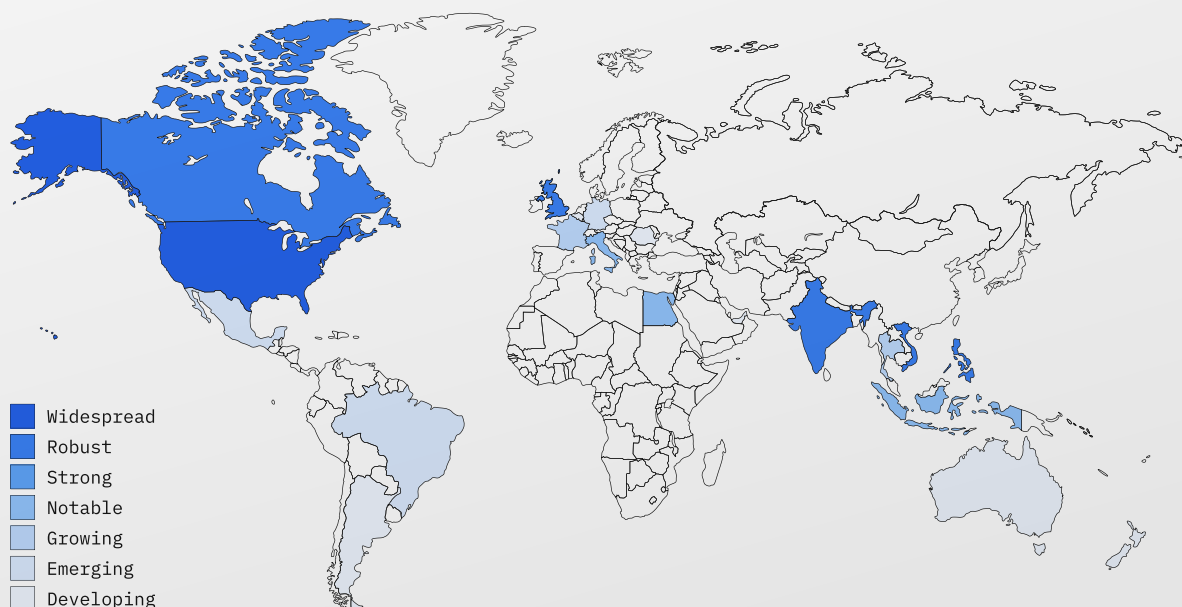 Widespread
Robust
Strong
Notable
Growing
Emerging
Developing